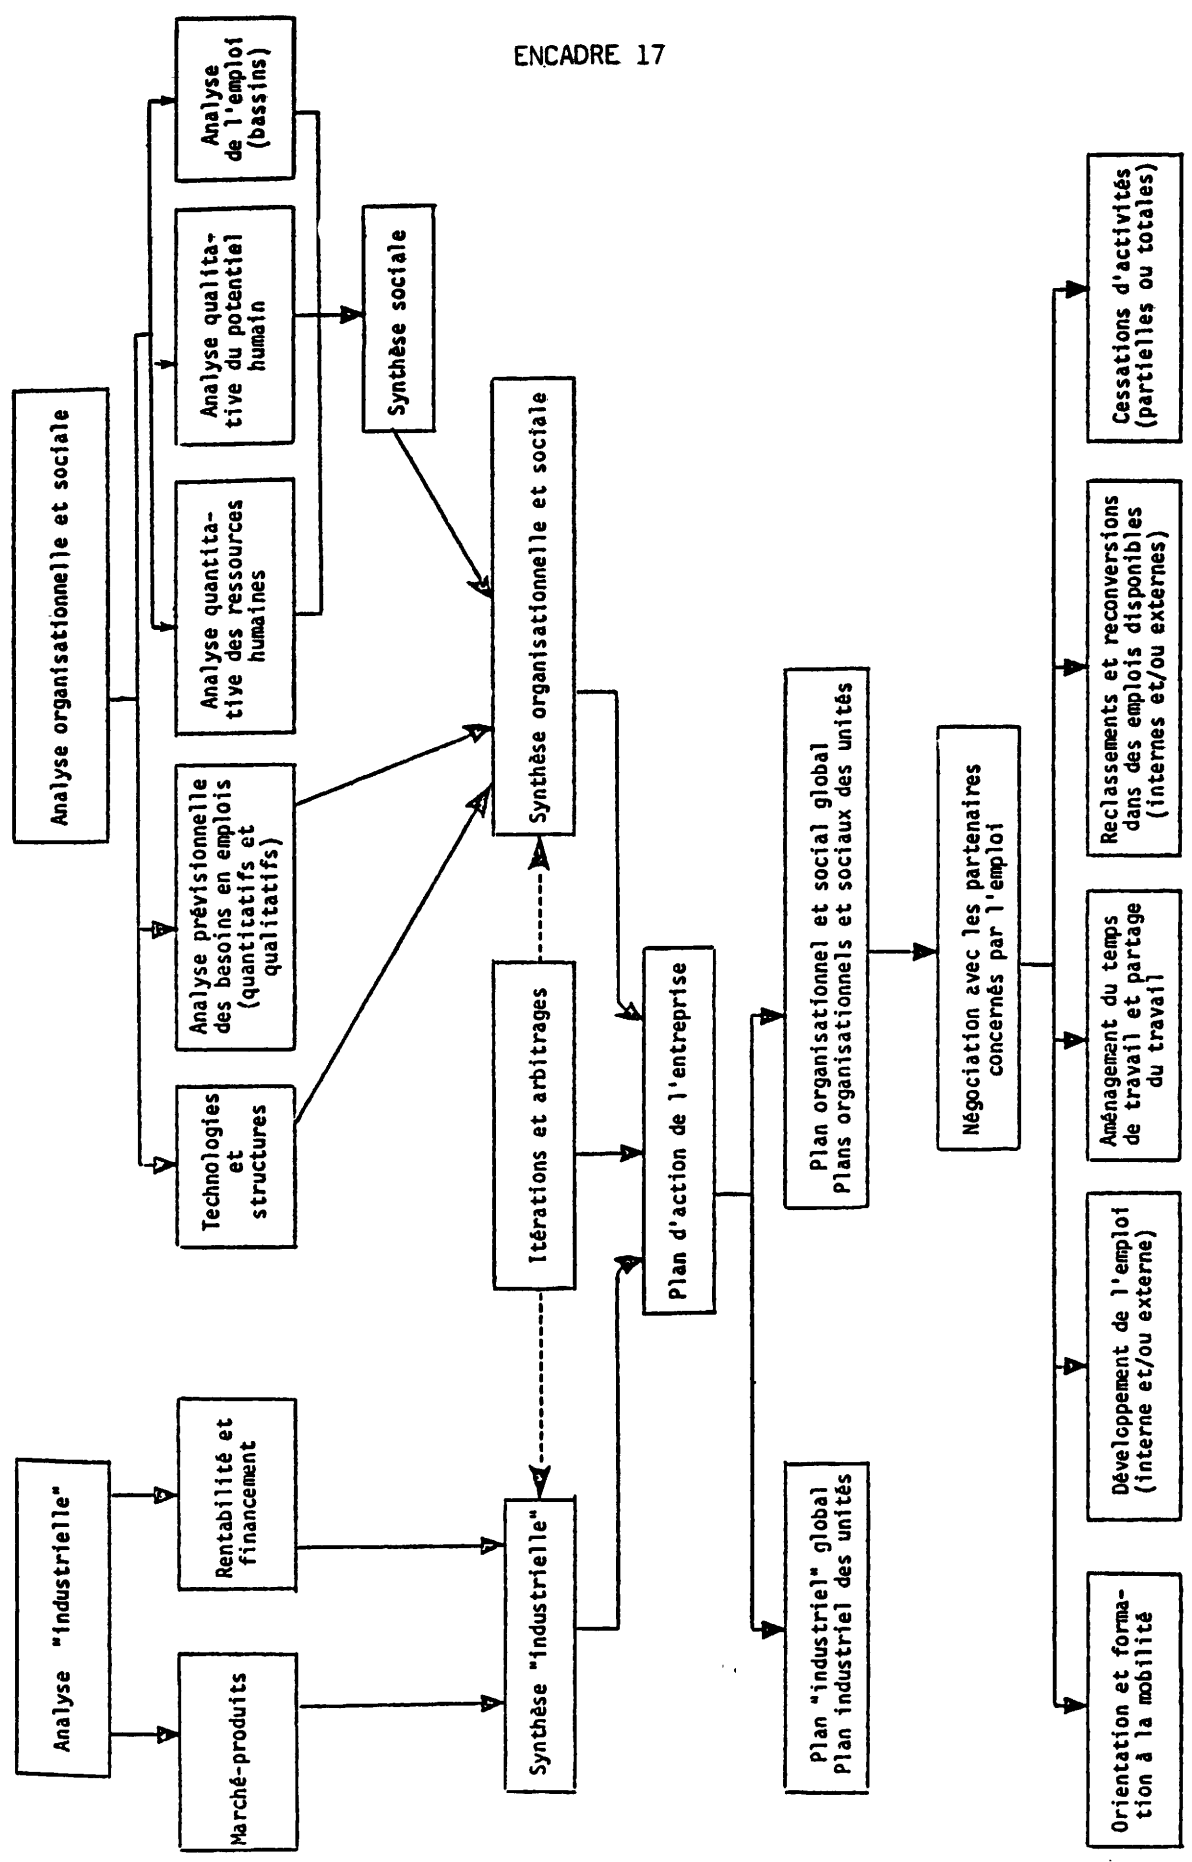 ENCADRE 17
Analyse "industrielle"
Analyse organisationnelle et sociale
Marché-produits
Rentabilité et
financement
Technologies
et
structures
Analyse prévisionnelle
des besoins en emplois
(quantitatifs et
qualitatifs)
Analyse quantita-
tive des ressources
humaines
Analyse qualita-
tive du potentiel
humain
Analyse
de l'emploi
(bassins)
Synthèse sociale
Synthèse "industrielle"
Itérations et arbitrages
Synthèse organisationnelle et sociale
Plan d'action de l'entreprise
Plan "industriel" global
Plan industriel des unités
Plan organisationnel et social global
Plans organisationnels et sociaux des unités
Négociation avec les partenaires
concernés par l'emploi
Orientation et forma-
tion à la mobilité
Développement de l'emploi
(interne et/ou externe)
Aménagement du temps
de travail et partage
du travail
Reclassements et reconversions
dans des emplois disponibles
(internes et/ou externes)
Cessations d'activités
(partielles ou totales)